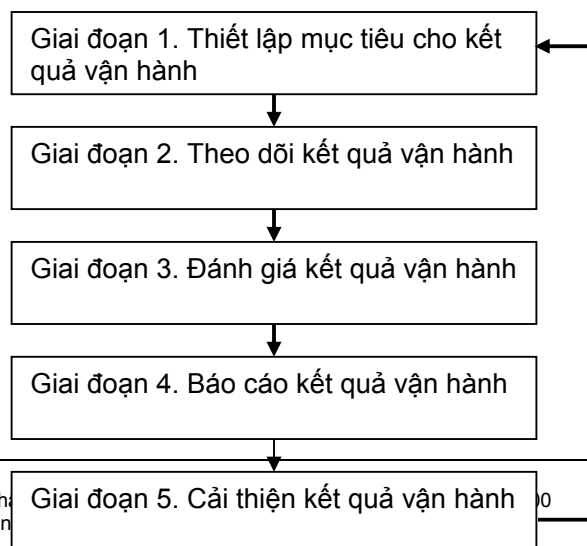 Giai đoạn 1. Thiết lập mục tiêu cho kết
quả vận hành
Giai đoạn 2. Theo dõi kết quả vận hành
Giai đoạn 3. Đánh giá kết quả vận hành
Giai đoạn 4. Báo cáo kết quả vận hành
Giai đoạn 5. Cải thiện kết quả vận hành